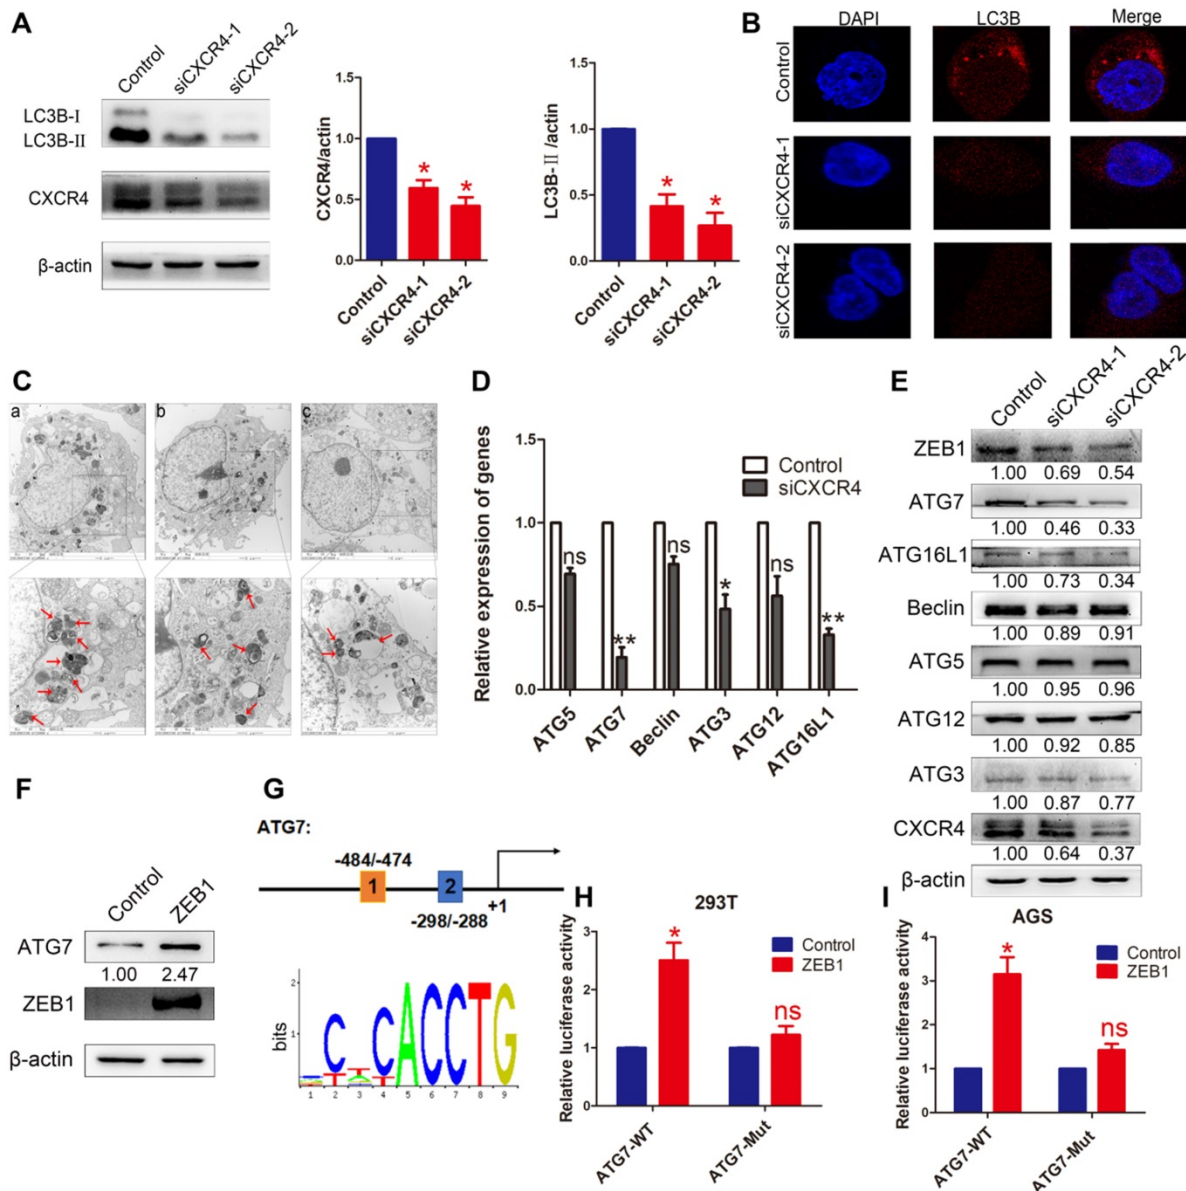 A
Control
siCXCR4-1
siCXCR4-2
LC3B-I
LC3B-II
CXCR4
β-actin
CXCR4/actin
1.5
1.0
0.5
0.0
*
*
Control
siCXCR4-1
siCXCR4-2
LC3B-Ⅱ/actin
1.5
1.0
0.5
0.0
*
*
Control
siCXCR4-1
siCXCR4-2
B
DAPI
LC3B
Merge
Control
siCXCR4-1
siCXCR4-2
C
a
b
c
D
Relative expression of genes
1.5
1.0
0.5
0.0
Control
siCXCR4
ns
**
ns
*
ns
**
ATG5
ATG7
Beclin
ATG3
ATG12
ATG16L1
E
Control
siCXCR4-1
siCXCR4-2
ZEB1
1.00 0.69 0.54
ATG7
1.00 0.46 0.33
ATG16L1
1.00 0.73 0.34
Beclin
1.00 0.89 0.91
ATG5
1.00 0.95 0.96
ATG12
1.00 0.92 0.85
ATG3
1.00 0.87 0.77
CXCR4
1.00 0.64 0.37
β-actin
F
Control
ZEB1
ATG7
1.00 2.47
ZEB1
β-actin
G
ATG7:
-484/-474
1
2
-298/-288
+1
bits
2
1
0
C CACCTG
1 2 3 4 5 6 7 8 9
H
293T
Relative luciferase activity
3
2
1
0
Control
ZEB1
*
ns
ATG7-WT
ATG7-Mut
I
AGS
Relative luciferase activity
4
3
2
1
0
Control
ZEB1
*
ns
ATG7-WT
ATG7-Mut